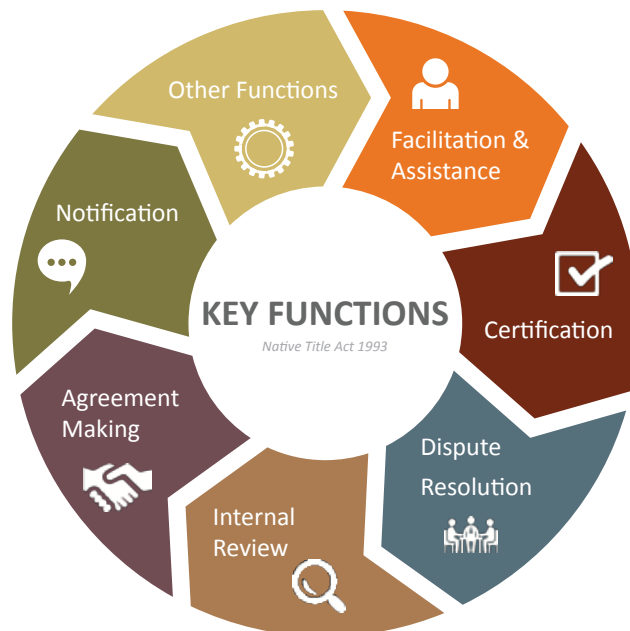 KEY FUNCTIONS
Native Title Act 1993
Facilitation &
Assistance
Certification
Dispute
Resolution
Internal
Review
Agreement
Making
Notification
Other Functions